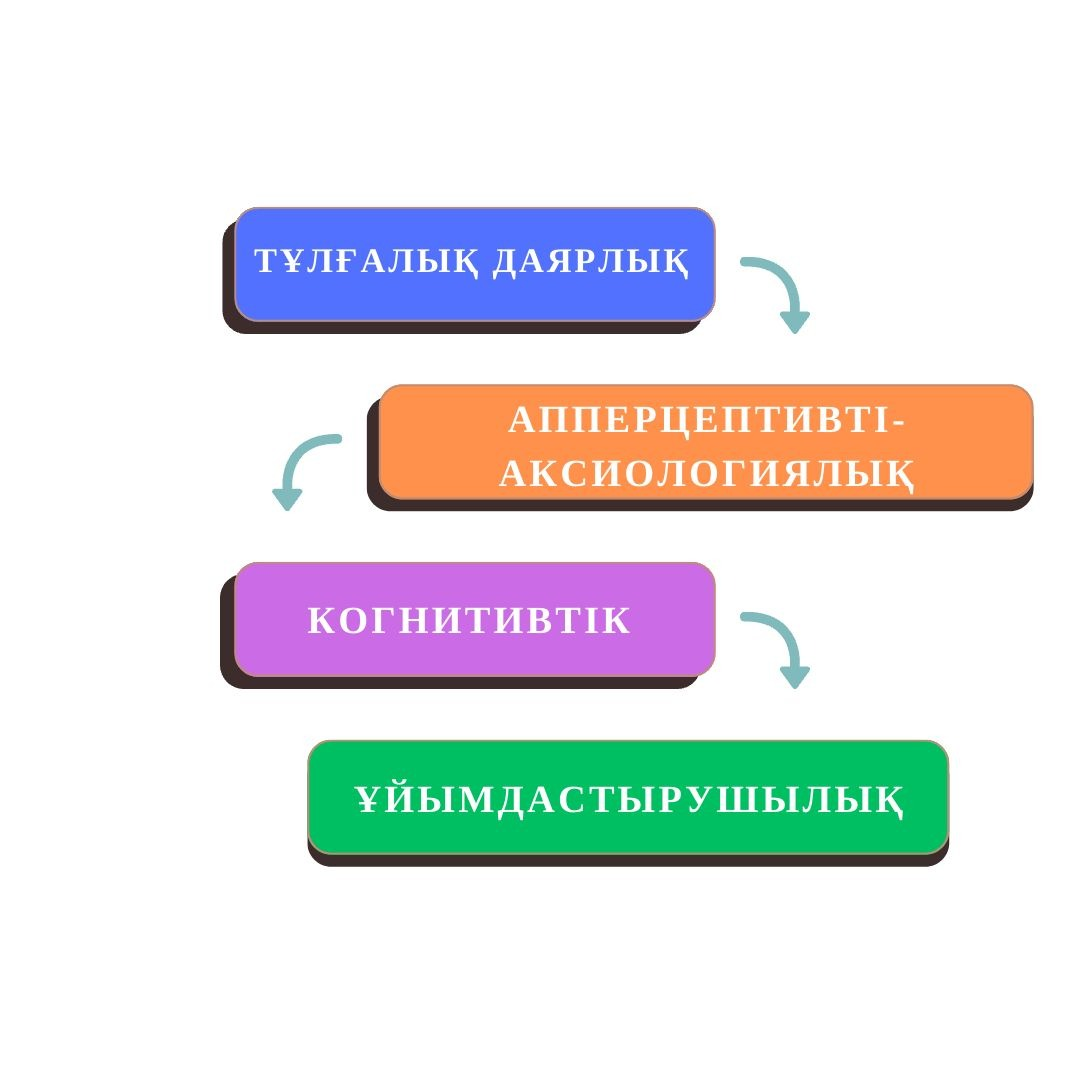 ТҰЛҒАЛЫҚ ДАЯРЛЫҚ
АППЕРЦЕПТИВТІ-
АКСИОЛОГИЯЛЫҚ
КОГНИТИВТІК
ҰЙЫМДАСТЫРУШЫЛЫҚ